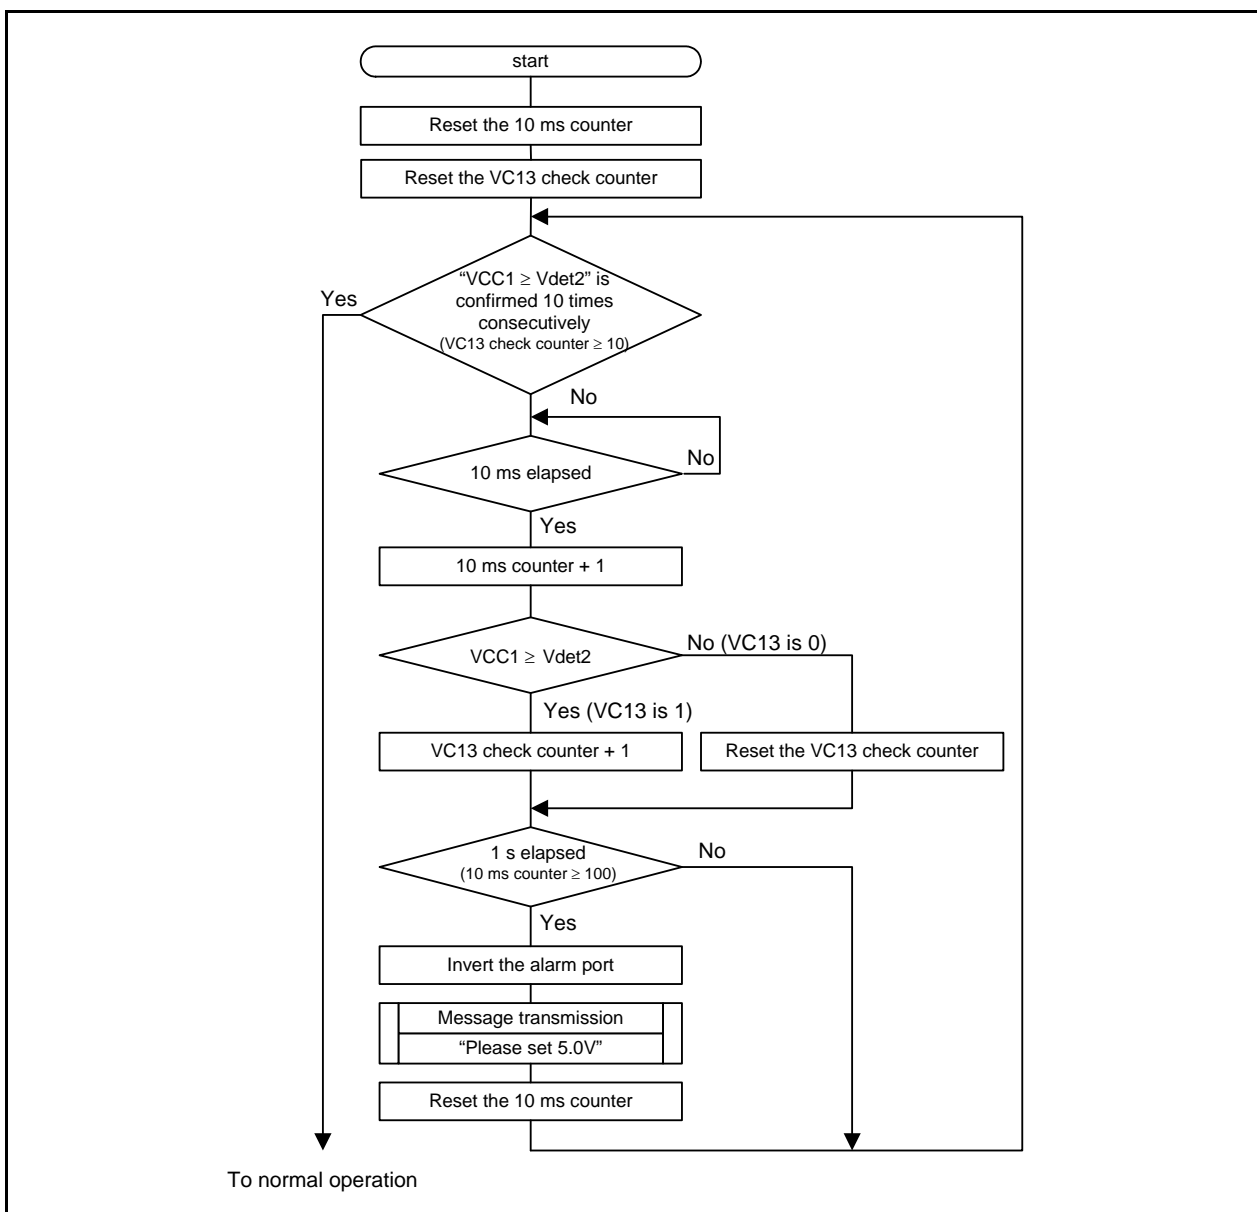 start
Reset the 10 ms counter
Reset the VC13 check counter
“VCC1 ≥ Vdet2” is
confirmed 10 times
consecutively
(VC13 check counter ≥ 10)
Yes
No
10 ms elapsed
No
Yes
10 ms counter + 1
VCC1 ≥ Vdet2
No (VC13 is 0)
Yes (VC13 is 1)
VC13 check counter + 1
Reset the VC13 check counter
1 s elapsed
(10 ms counter ≥ 100)
No
Yes
Invert the alarm port
Message transmission
“Please set 5.0V”
Reset the 10 ms counter
To normal operation